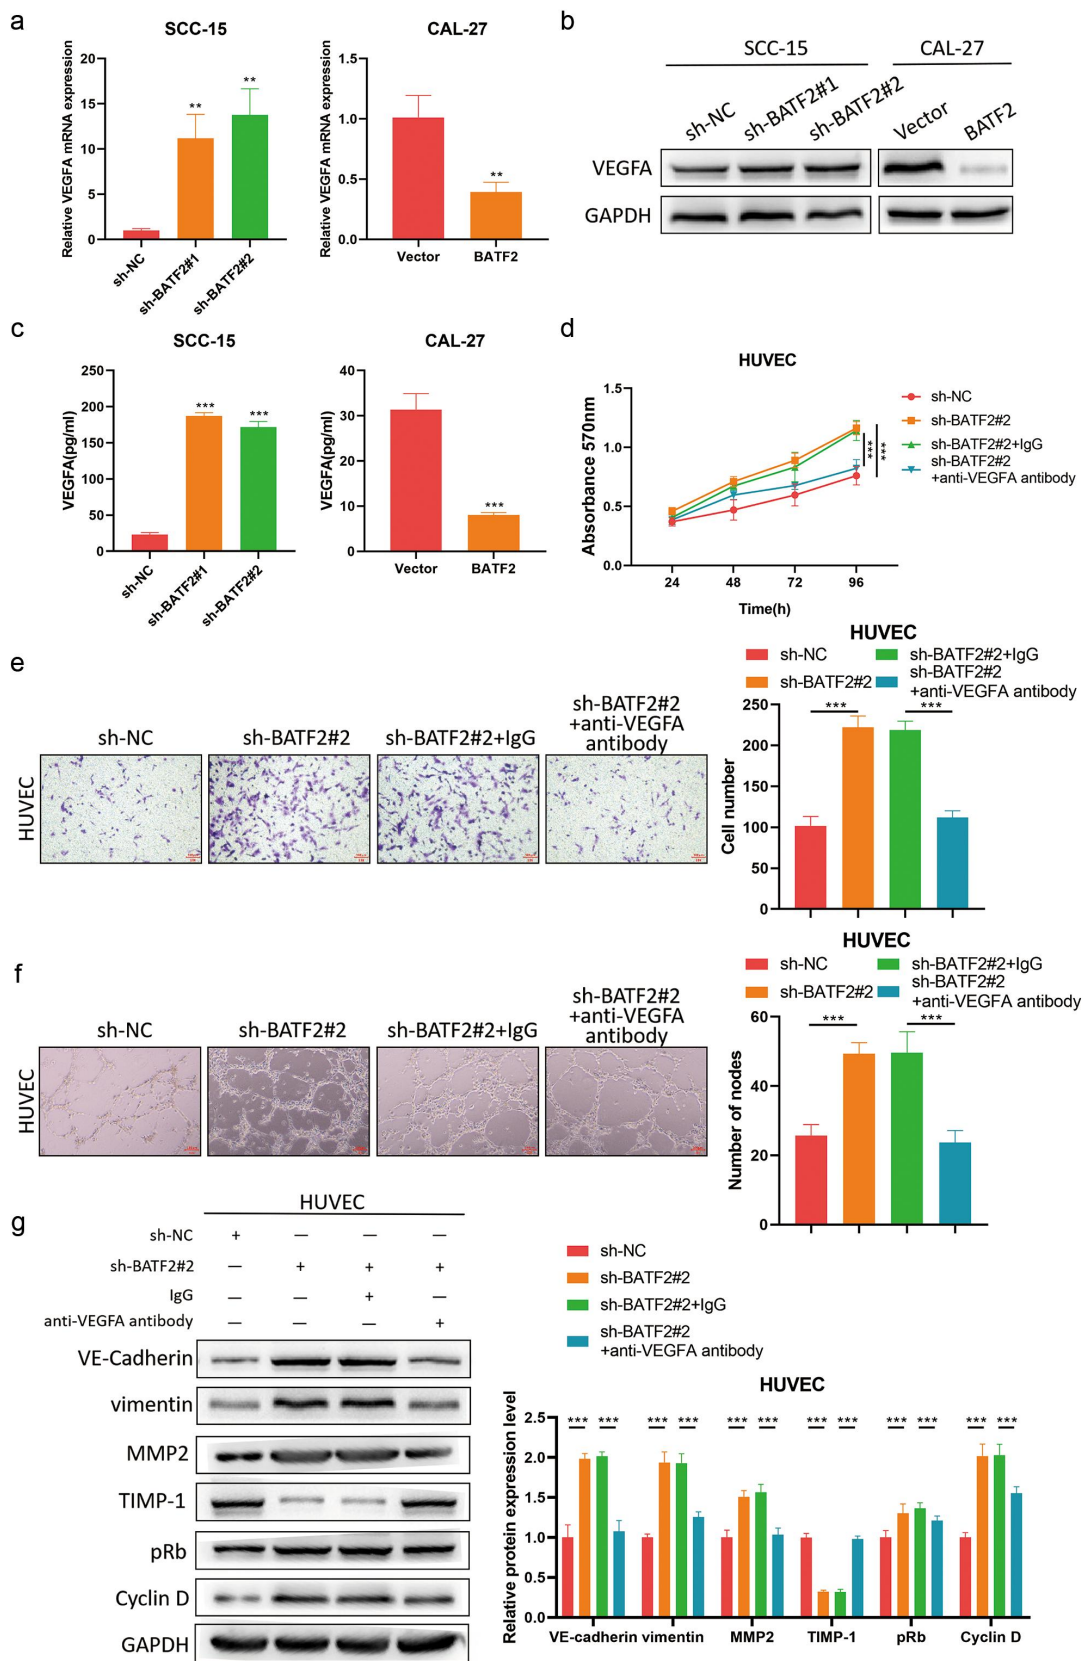 a
SCC-15
Relative VEGFA mRNA expression
20
15
10
5
0
**
**
sh-NC
sh-BATF2#1
sh-BATF2#2
CAL-27
Relative VEGFA mRNA expression
1.5
1.0
0.5
0.0
**
Vector
BATF2
b
SCC-15
CAL-27
sh-NC
sh-BATF2#1
sh-BATF2#2
Vector
BATF2
VEGFA
GAPDH
c
SCC-15
VEGFA(pg/ml)
250
200
150
100
50
0
***
***
sh-NC
sh-BATF2#1
sh-BATF2#2
CAL-27
VEGFA(pg/ml)
40
30
20
10
0
***
Vector
BATF2
d
HUVEC
Absorbance 570nm
1.5
1.0
0.5
0.0
24
48
72
96
Time(h)
***
***
sh-NC
sh-BATF2#2
sh-BATF2#2+IgG
sh-BATF2#2
+anti-VEGFA antibody
e
HUVEC
sh-NC
sh-BATF2#2
sh-BATF2#2+IgG
sh-BATF2#2
+anti-VEGFA
antibody
HUVEC
sh-NC
sh-BATF2#2
sh-BATF2#2+IgG
sh-BATF2#2
+anti-VEGFA antibody
Cell number
250
200
150
100
50
0
***
***
f
HUVEC
sh-NC
sh-BATF2#2
sh-BATF2#2+IgG
sh-BATF2#2
+anti-VEGFA
antibody
HUVEC
sh-NC
sh-BATF2#2
sh-BATF2#2+IgG
sh-BATF2#2
+anti-VEGFA antibody
Number of nodes
60
40
20
0
***
***
g
HUVEC
sh-NC + — — —
sh-BATF2#2 — + + +
IgG — — + —
anti-VEGFA antibody — — — +
VE-Cadherin
vimentin
MMP2
TIMP-1
pRb
Cyclin D
GAPDH
sh-NC
sh-BATF2#2
sh-BATF2#2+IgG
sh-BATF2#2
+anti-VEGFA antibody
HUVEC
Relative protein expression level
2.5
2.0
1.5
1.0
0.5
0.0
*** *** *** *** *** *** *** *** *** *** *** ***
VE-cadherin vimentin MMP2 TIMP-1 pRb Cyclin D